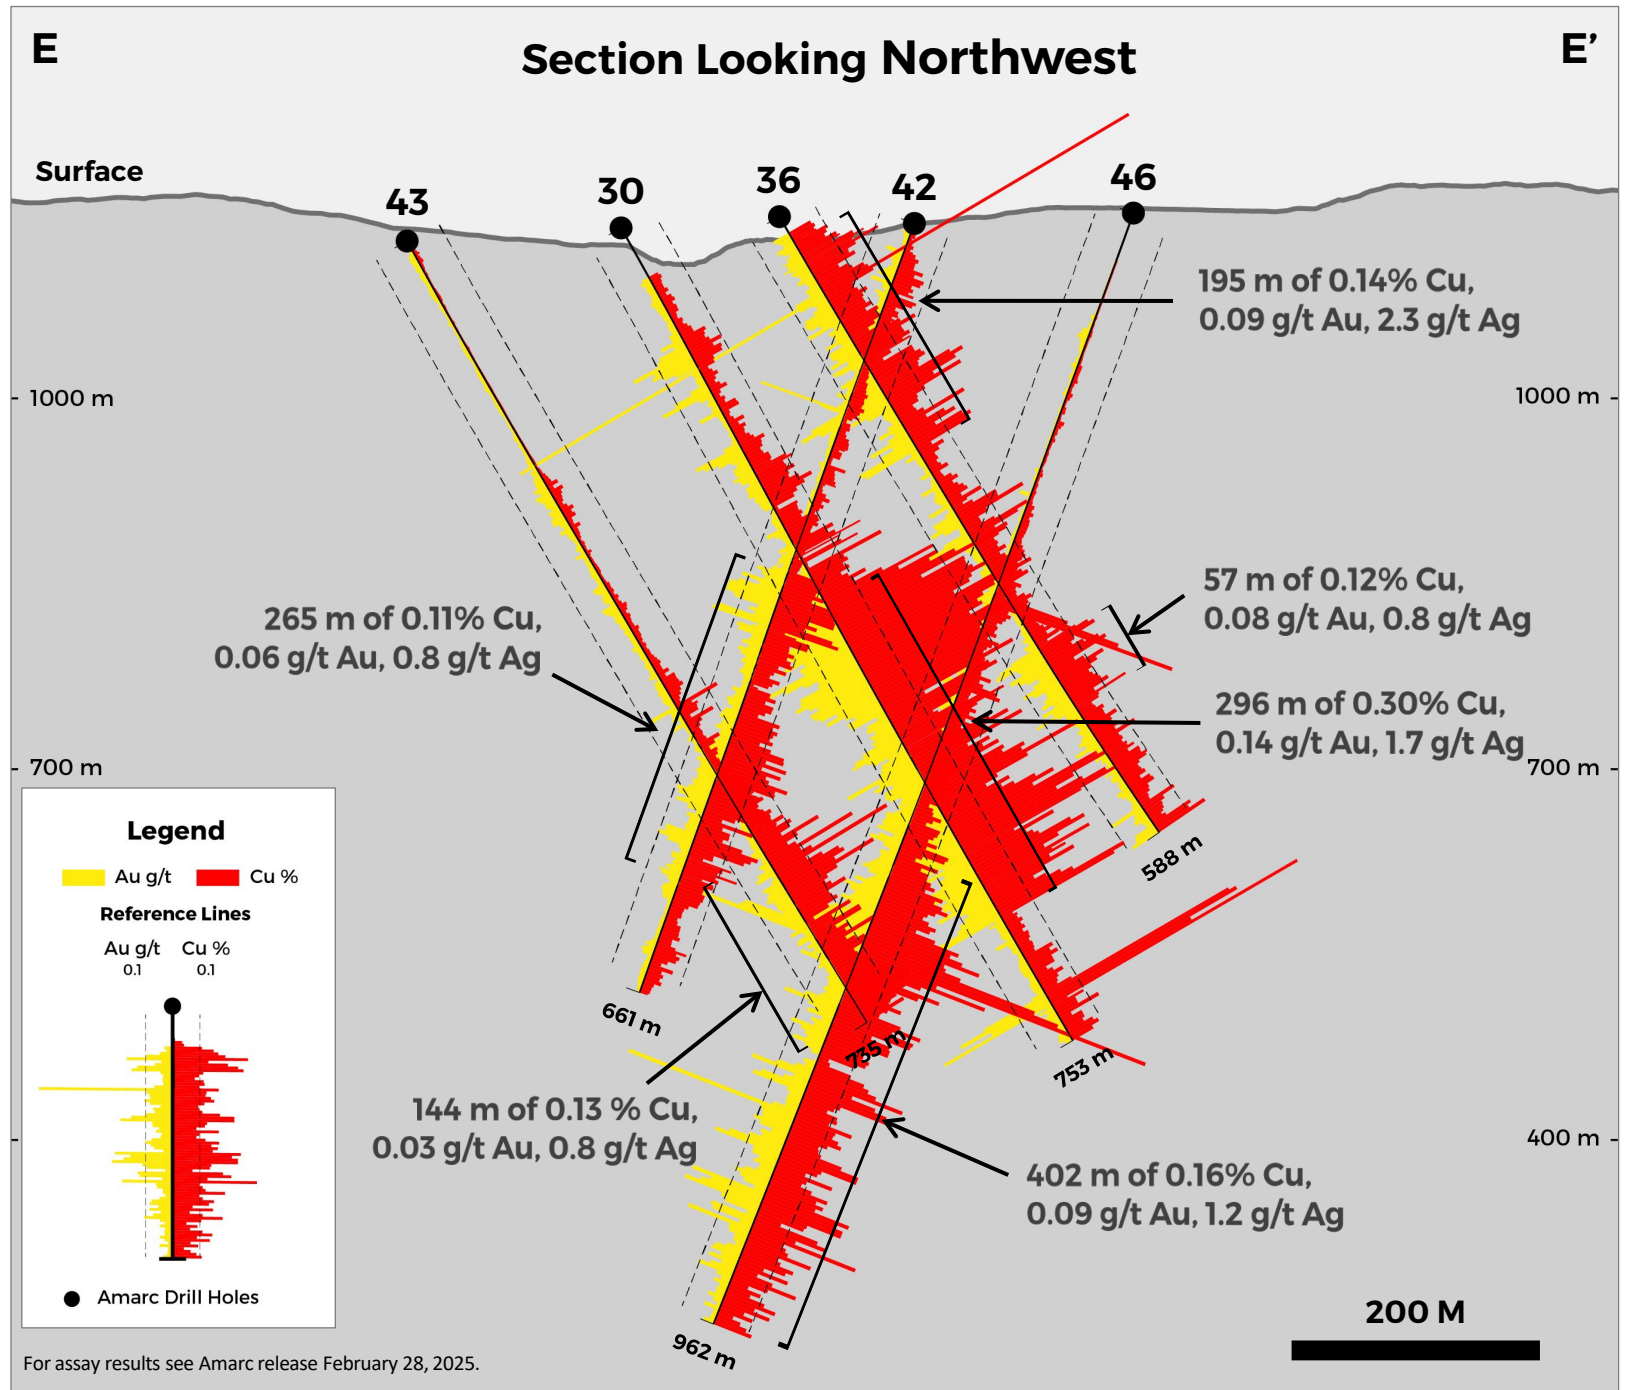 E
Section Looking Northwest
E’
Surface
43
30
36
42
46
195 m of 0.14% Cu,
0.09 g/t Au, 2.3 g/t Ag
1000 m
1000 m
57 m of 0.12% Cu,
0.08 g/t Au, 0.8 g/t Ag
265 m of 0.11% Cu,
0.06 g/t Au, 0.8 g/t Ag
296 m of 0.30% Cu,
0.14 g/t Au, 1.7 g/t Ag
700 m
700 m
Legend
Au g/t
Cu %
Reference Lines
Au g/t
Cu %
0.1
0.1
588 m
661 m
735 m
753 m
144 m of 0.13 % Cu,
0.03 g/t Au, 0.8 g/t Ag
400 m
402 m of 0.16% Cu,
0.09 g/t Au, 1.2 g/t Ag
Amarc Drill Holes
962 m
200 M
For assay results see Amarc release February 28, 2025.